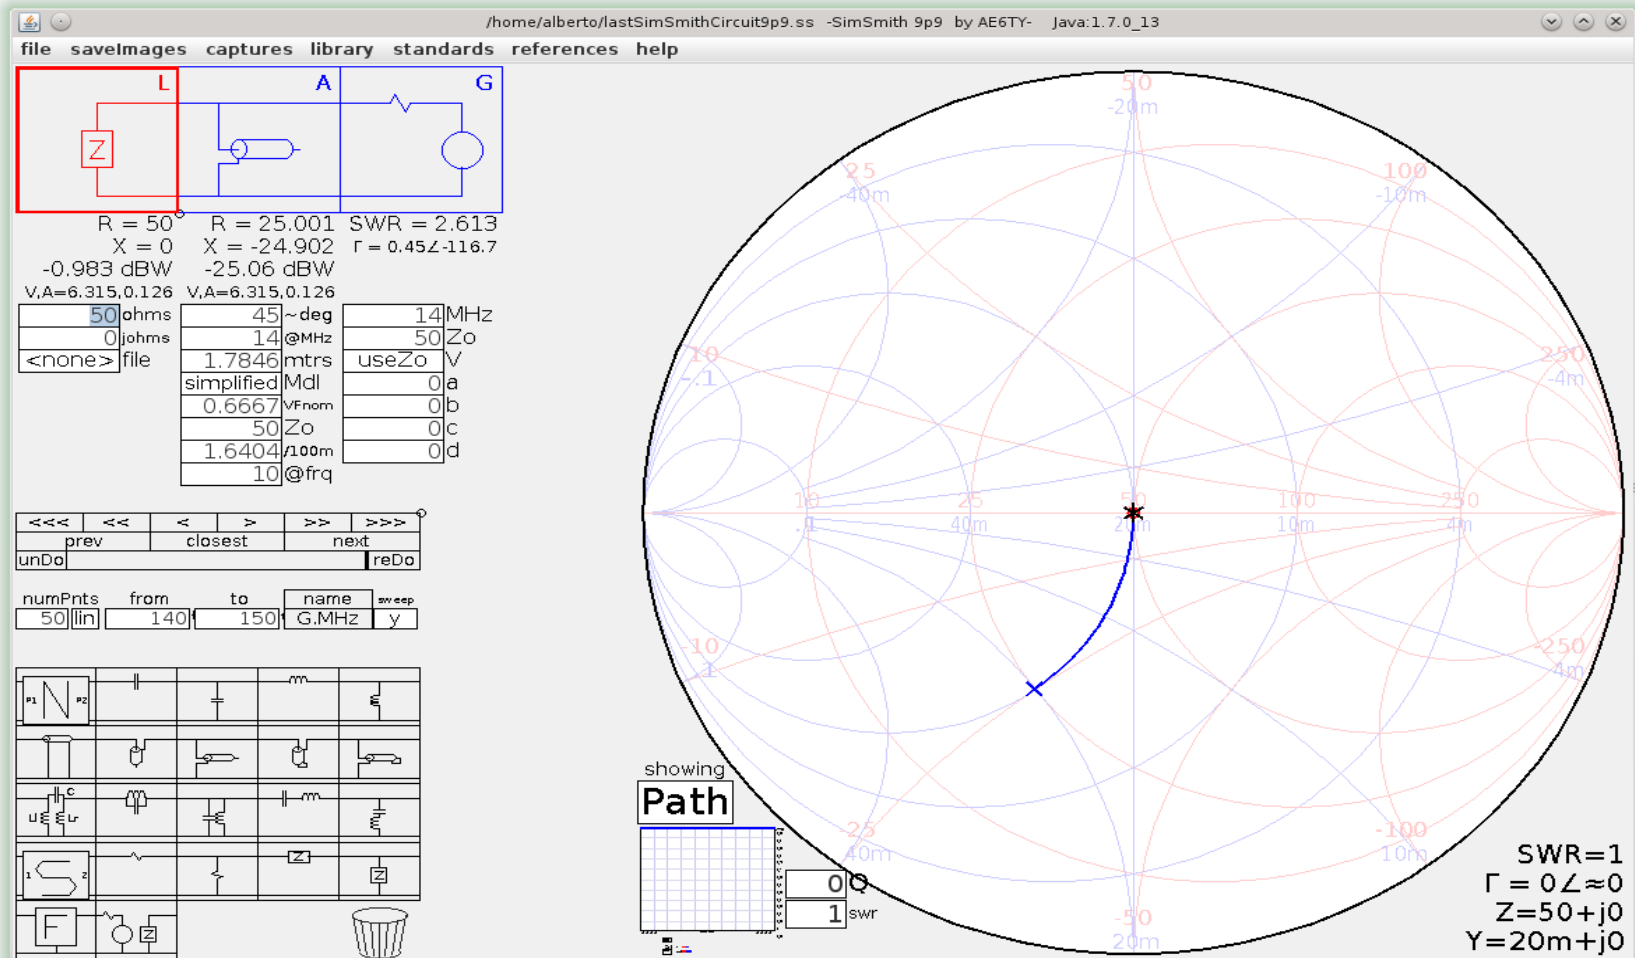 /home/alberto/lastSimSmithCircuit9p9.ss -SimSmith 9p9 by AE6TY- Java:1.7.0_13
file saveImages captures library standards references help
L A G
Z
R = 50 R = 25.001 SWR = 2.613
X = 0 X = -24.902 Γ = 0.45∠-116.7
-0.983 dBW -25.06 dBW
V,A=6.315,0.126 V,A=6.315,0.126
50 ohms 45 ~deg 14 MHz
0 johms 14 @MHz 50 Zo
<none> file 1.7846 mtrs useZo V
simplified Mdl 0 a
0.6667 VFnom 0 b
50 Zo 0 c
1.6404 /100m 0 d
10 @frq
<<< << < > >> >>>
prev closest next
unDo reDo
numPnts from to name sweep
50 lin 140 150 G.MHz y
P1 N P2
C
1 S 2 Z Z
F Z
50
-20m
25 100
-40m -10m
10 250
-.1 -4m
10 25 50 100 250
.1 40m 20m 10m 4m
-10 -250
.1 4m
-25 -100
40m 10m
-50
20m
showing
Path
0 Q
1 swr
SWR=1
Γ = 0∠≈0
Z=50+j0
Y=20m+j0